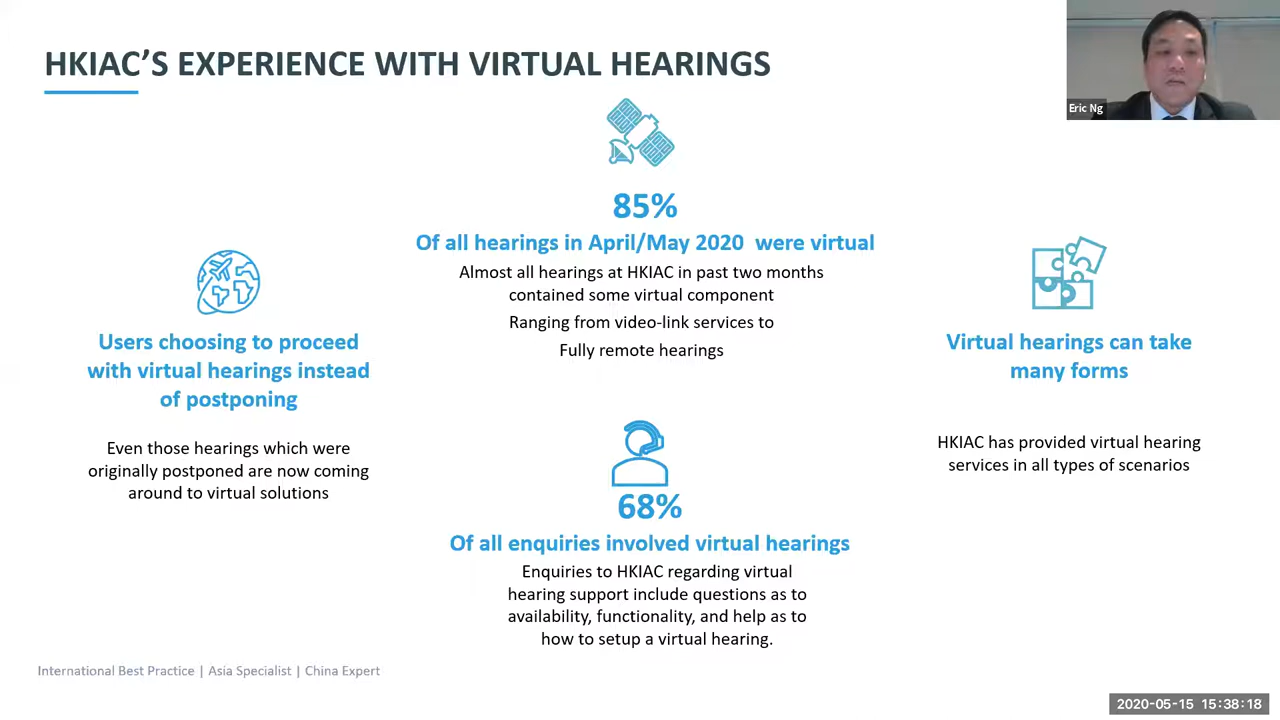 HKIAC'S EXPERIENCE WITH VIRTUAL HEARINGS
Eric Ng
85%
Of all hearings in April/May 2020 were virtual
Almost all hearings at HKIAC in past two months
contained some virtual component
Ranging from video-link services to
Fully remote hearings
Users choosing to proceed
with virtual hearings instead
of postponing
Even those hearings which were
originally postponed are now coming
around to virtual solutions
Virtual hearings can take
many forms
HKIAC has provided virtual hearing
services in all types of scenarios
68%
Of all enquiries involved virtual hearings
Enquiries to HKIAC regarding virtual
hearing support include questions as to
availability, functionality, and help as to
how to setup a virtual hearing.
International Best Practice | Asia Specialist | China Expert
2020-05-15 15:38:18